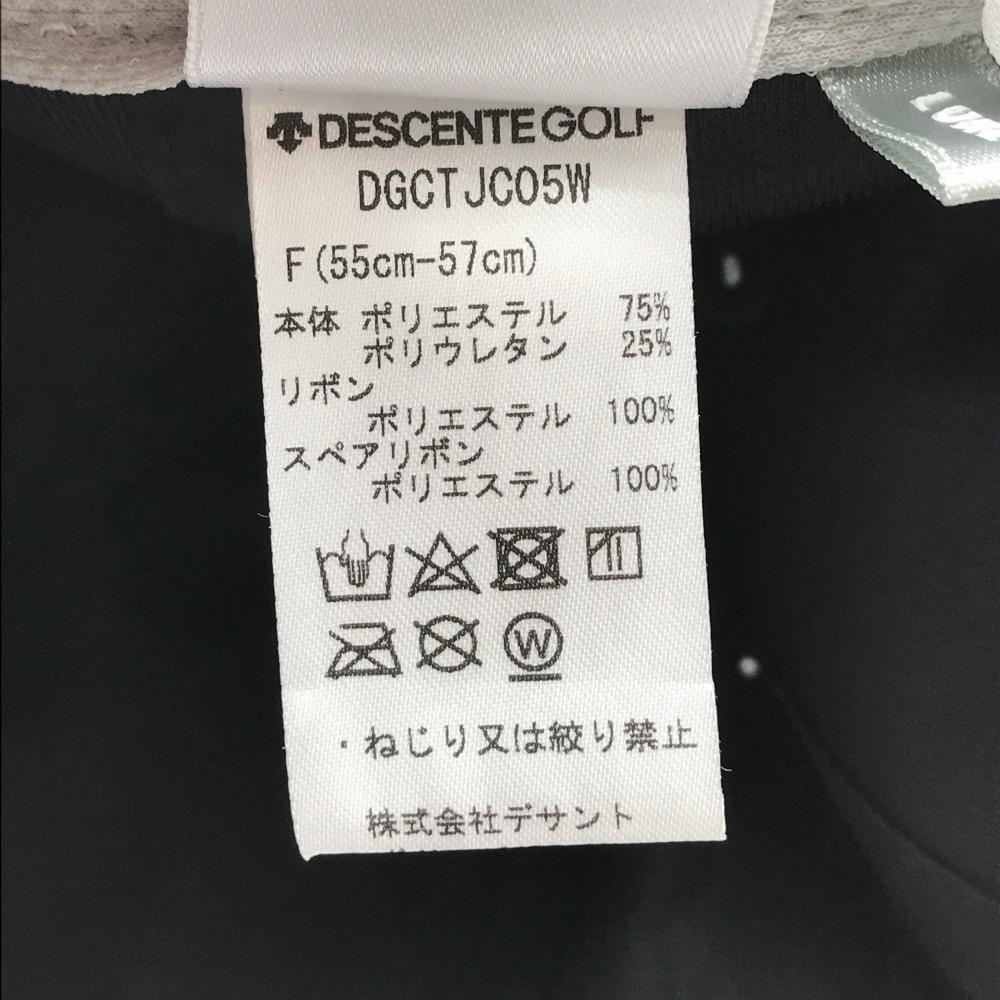 DESCENTE GOLF
DGCTJC05W
F(55cm-57cm)
本体 ポリエステル 75%
ポリウレタン 25%
リボン
ポリエステル 100%
スペアリボン
ポリエステル 100%
W
・ねじり又は絞り禁止
株式会社デサント